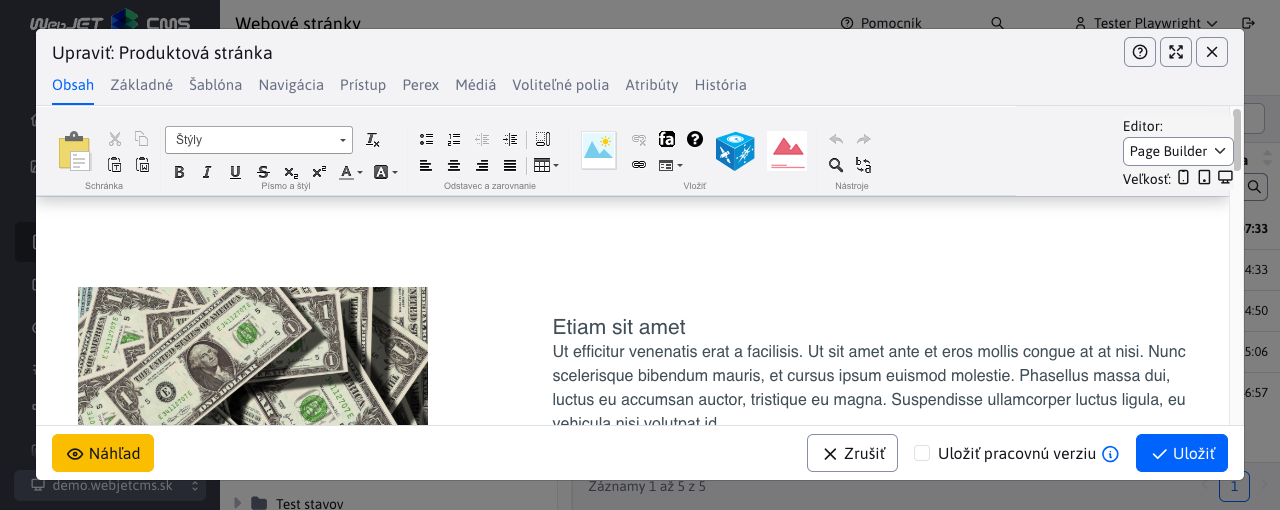 WebJET CMS
Webové stránky
Pomocník
Tester Playwright
Upraviť: Produktová stránka
Obsah Základné Šablóna Navigácia Prístup Perex Médiá Voliteľné polia Atribúty História
Štýly
Schránka
Písmo a štýl
Odstavec a zarovnanie
Vložiť
Nástroje
Editor:
Page Builder
Veľkosť:
7:33
4:33
4:50
5:06
6:57
Etiam sit amet
Ut efficitur venenatis erat a facilisis. Ut sit amet ante et eros mollis congue at at nisi. Nunc
scelerisque bibendum mauris, et cursus ipsum euismod molestie. Phasellus massa dui,
luctus eu accumsan auctor, tristique eu magna. Suspendisse ullamcorper luctus ligula, eu
vehicula nisi volutpat id
Náhľad
Zrušiť
Uložiť pracovnú verziu
Uložiť
demo.webjetcms.sk
Test stavov
Záznamy 1 až 5 z 5
1